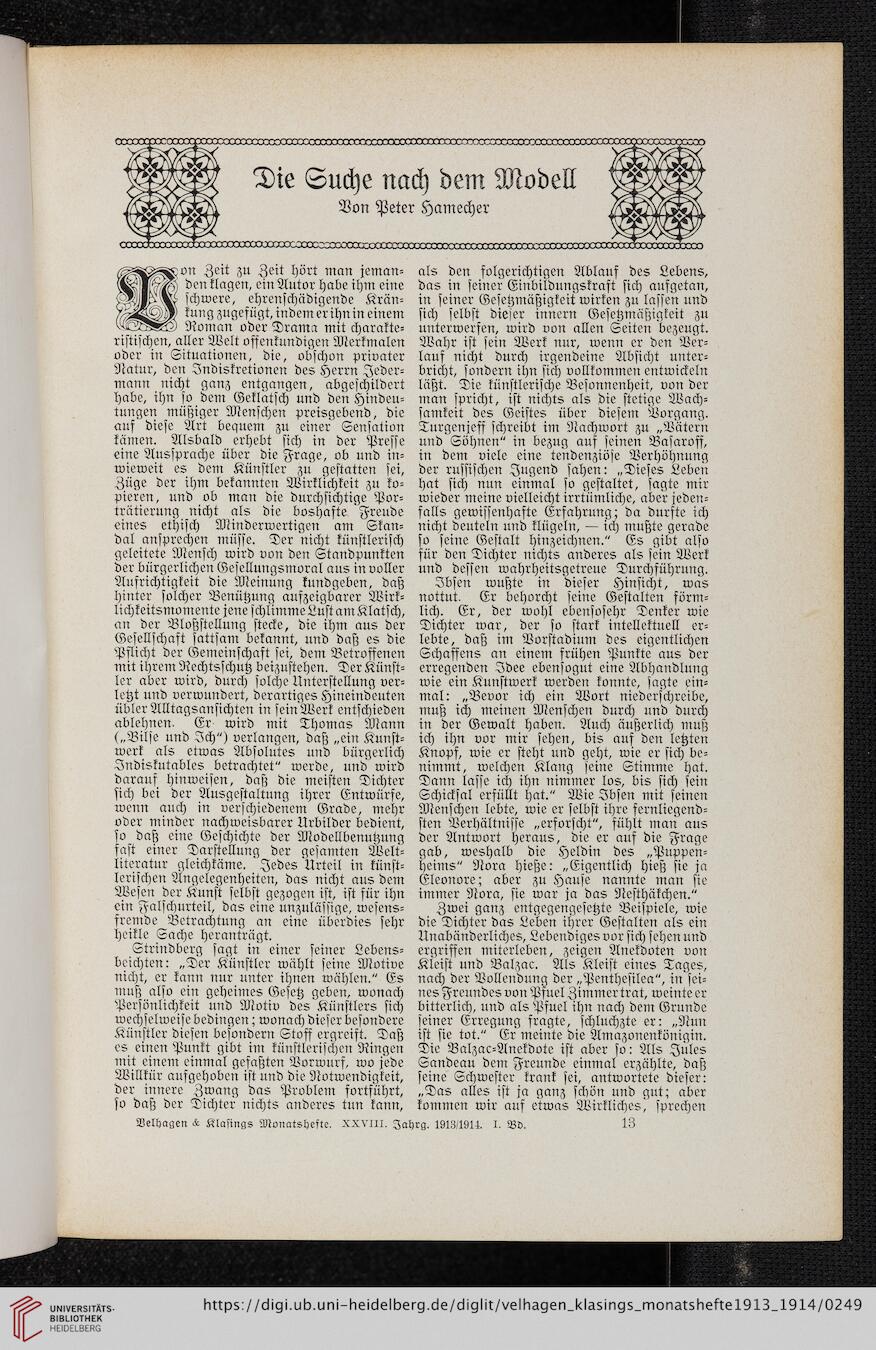 Die Suche nach dem Modell
Von Peter Hamecher
Von Zeit zu Zeit hört man jeman-
den klagen, ein Autor habe ihm eine
schwere, ehrenschädigende Krän-
kung zugefügt, indem er ihn in einem
Roman oder Drama mit charakte-
ristischen, aller Welt offenkundigen Merkmalen
oder in Situationen, die, obschon privater
Natur, den Indiskretionen des Herrn Jeder-
mann nicht ganz entgangen, abgeschildert
habe, ihn so dem Geklatsch und den Hindeu-
tungen müßiger Menschen preisgebend, die
auf diese Art bequem zu einer Sensation
kämen. Alsbald erhebt sich in der Presse
eine Aussprache über die Frage, ob und in-
wieweit es dem Künstler zu gestatten sei,
Züge der ihm bekannten Wirklichkeit zu ko-
pieren, und ob man die durchsichtige Por-
trätierung nicht als die boshafte Freude
eines ethisch Minderwertigen am Skan-
dal ansprechen müsse. Der nicht künstlerisch
geleitete Mensch wird von den Standpunkten
der bürgerlichen Gesellungsmoral aus in voller
Aufrichtigkeit die Meinung kundgeben, daß
hinter solcher Benützung aufzeigbarer Wirk-
lichkeitsmomente jene schlimme Lust am Klatsch,
an der Bloßstellung stecke, die ihm aus der
Gesellschaft sattsam bekannt, und daß es die
Pflicht der Gemeinschaft sei, dem Betroffenen
mit ihrem Rechtsschutz beizustehen. Der Künst-
ler aber wird, durch solche Unterstellung ver-
letzt und verwundert, derartiges Hineindeuten
übler Alltagsansichten in sein Werk entschieden
ablehnen. Er wird mit Thomas Mann
(„Bilse und Ich“) verlangen, daß „ein Kunst-
werk als etwas Absolutes und bürgerlich
Indiskutables betrachtet“ werde, und wird
darauf hinweisen, daß die meisten Dichter
sich bei der Ausgestaltung ihrer Entwürfe,
wenn auch in verschiedenem Grade, mehr
oder minder nachweisbarer Urbilder bedient,
so daß eine Geschichte der Modellbenutzung
fast einer Darstellung der gesamten Welt-
literatur gleichkäme. Jedes Urteil in künst-
lerischen Angelegenheiten, das nicht aus dem
Wesen der Kunst selbst gezogen ist, ist für ihn
ein Falschurteil, das eine unzulässige, wesens-
fremde Betrachtung an eine überdies sehr
heikle Sache heranträgt.
Strindberg sagt in einer seiner Lebens-
beichten: „Der Künstler wählt seine Motive
nicht, er kann nur unter ihnen wählen.“ Es
muß also ein geheimes Gesetz geben, wonach
Persönlichkeit und Motiv des Künstlers sich
wechselweise bedingen; wonach dieser besondere
Künstler diesen besondern Stoff ergreift. Daß
es einen Punkt gibt im künstlerischen Ringen
mit einem einmal gefaßten Vorwurf, wo jede
Willkür aufgehoben ist und die Notwendigkeit,
der innere Zwang das Problem fortführt,
so daß der Dichter nichts anderes tun kann,
als den folgerichtigen Ablauf des Lebens,
das in seiner Einbildungskraft sich aufgetan,
in seiner Gesetzmäßigkeit wirken zu lassen und
sich selbst dieser innern Gesetzmäßigkeit zu
unterwerfen, wird von allen Seiten bezeugt.
Wahr ist sein Werk nur, wenn er den Ver-
lauf nicht durch irgendeine Absicht unter-
bricht, sondern ihn sich vollkommen entwickeln
läßt. Die künstlerische Besonnenheit, von der
man spricht, ist nichts als die stetige Wach-
samkeit des Geistes über diesem Vorgang.
Turgenjeff schreibt im Nachwort zu „Vätern
und Söhnen“ in bezug auf seinen Basaroff,
in dem viele eine tendenziöse Verhöhnung
der russischen Jugend sahen: „Dieses Leben
hat sich nun einmal so gestaltet, sagte mir
wieder meine vielleicht irrtümliche, aber jeden-
falls gewissenhafte Erfahrung; da durfte ich
nicht deuteln und klügeln, — ich mußte gerade
so seine Gestalt hinzeichnen.“ Es gibt also
für den Dichter nichts anderes als sein Werk
und dessen wahrheitsgetreue Durchführung.
Ibsen wußte in dieser Hinsicht, was
nottut. Er behorcht seine Gestalten förm-
lich. Er, der wohl ebensosehr Denker wie
Dichter war, der so stark intellektuell er-
lebte, daß im Vorstadium des eigentlichen
Schaffens an einem frühen Punkte aus der
erregenden Idee ebensogut eine Abhandlung
wie ein Kunstwerk werden konnte, sagte ein-
mal: „Bevor ich ein Wort niederschreibe,
muß ich meinen Menschen durch und durch
in der Gewalt haben. Auch äußerlich muß
ich ihn vor mir sehen, bis auf den letzten
Knopf, wie er steht und geht, wie er sich be-
nimmt, welchen Klang seine Stimme hat.
Dann lasse ich ihn nimmer los, bis sich sein
Schicksal erfüllt hat.“ Wie Ibsen mit seinen
Menschen lebte, wie er selbst ihre fernliegend-
sten Verhältnisse „erforscht“, fühlt man aus
der Antwort heraus, die er auf die Frage
gab, weshalb die Heldin des „Puppen-
heims“ Nora hieße: „Eigentlich hieß sie ja
Eleonore; aber zu Hause nannte man sie
immer Nora, sie war ja das Nesthäkchen.“
Zwei ganz entgegengesetzte Beispiele, wie
die Dichter das Leben ihrer Gestalten als ein
Unabänderliches, Lebendiges vor sich sehen und
ergriffen miterleben, zeigen Anekdoten von
Kleist und Balzac. Als Kleist eines Tages,
nach der Vollendung der „Penthesilea“, in sei-
nes Freundes von Pfuel Zimmer trat, weinte er
bitterlich, und als Pfuel ihn nach dem Grunde
seiner Erregung fragte, schluchzte er: „Nun
ist sie tot.“ Er meinte die Amazonenkönigin.
Die Balzac-Anekdote ist aber so: Als Jules
Sandeau dem Freunde einmal erzählte, daß
seine Schwester krank sei, antwortete dieser:
„Das alles ist ja ganz schön und gut; aber
kommen wir auf etwas Wirkliches, sprechen
Velhagen & Klasings Monatshefte. XXVIII. Jahrg. 1913/1914. I. Bd. 13
UNIVERSITÄTS-
BIBLIOTHEK
HEIDELBERG
https://digi.ub.uni-heidelberg.de/diglit/velhagen_klasings_monatshefte1913_1914/0249